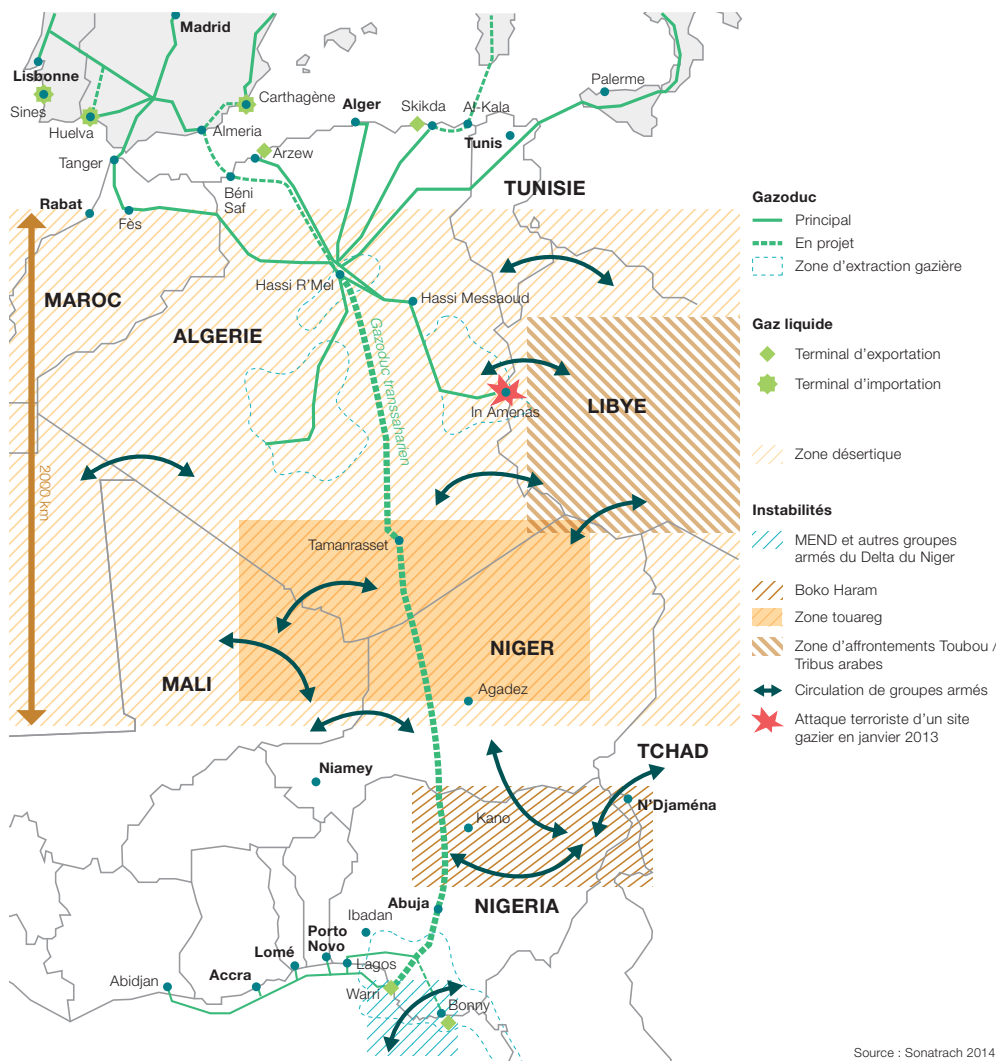 Madrid
Lisbonne
Sines
Huelva
Carthagène
Almeria
Alger
Skikda
Al-Kala
Palerme
Tunis
Tanger
Arzew
Béni
Saf
TUNISIE
Rabat
Fès
Hassi R'Mel
Hassi Messaoud
MAROC
ALGERIE
Gazoduc transsaharien
In Amenas
LIBYE
2000 km
Tamanrasset
NIGER
MALI
Agadez
TCHAD
Niamey
N'Djaména
Kano
Abuja
NIGERIA
Ibadan
Porto
Novo
Lomé
Lagos
Accra
Abidjan
Warri
Bonny
Gazoduc
Principal
En projet
Zone d'extraction gazière
Gaz liquide
Terminal d'exportation
Terminal d'importation
Zone désertique
Instabilités
MEND et autres groupes
armés du Delta du Niger
Boko Haram
Zone touareg
Zone d'affrontements Toubou /
Tribus arabes
Circulation de groupes armés
Attaque terroriste d'un site
gazier en janvier 2013
Source : Sonatrach 2014